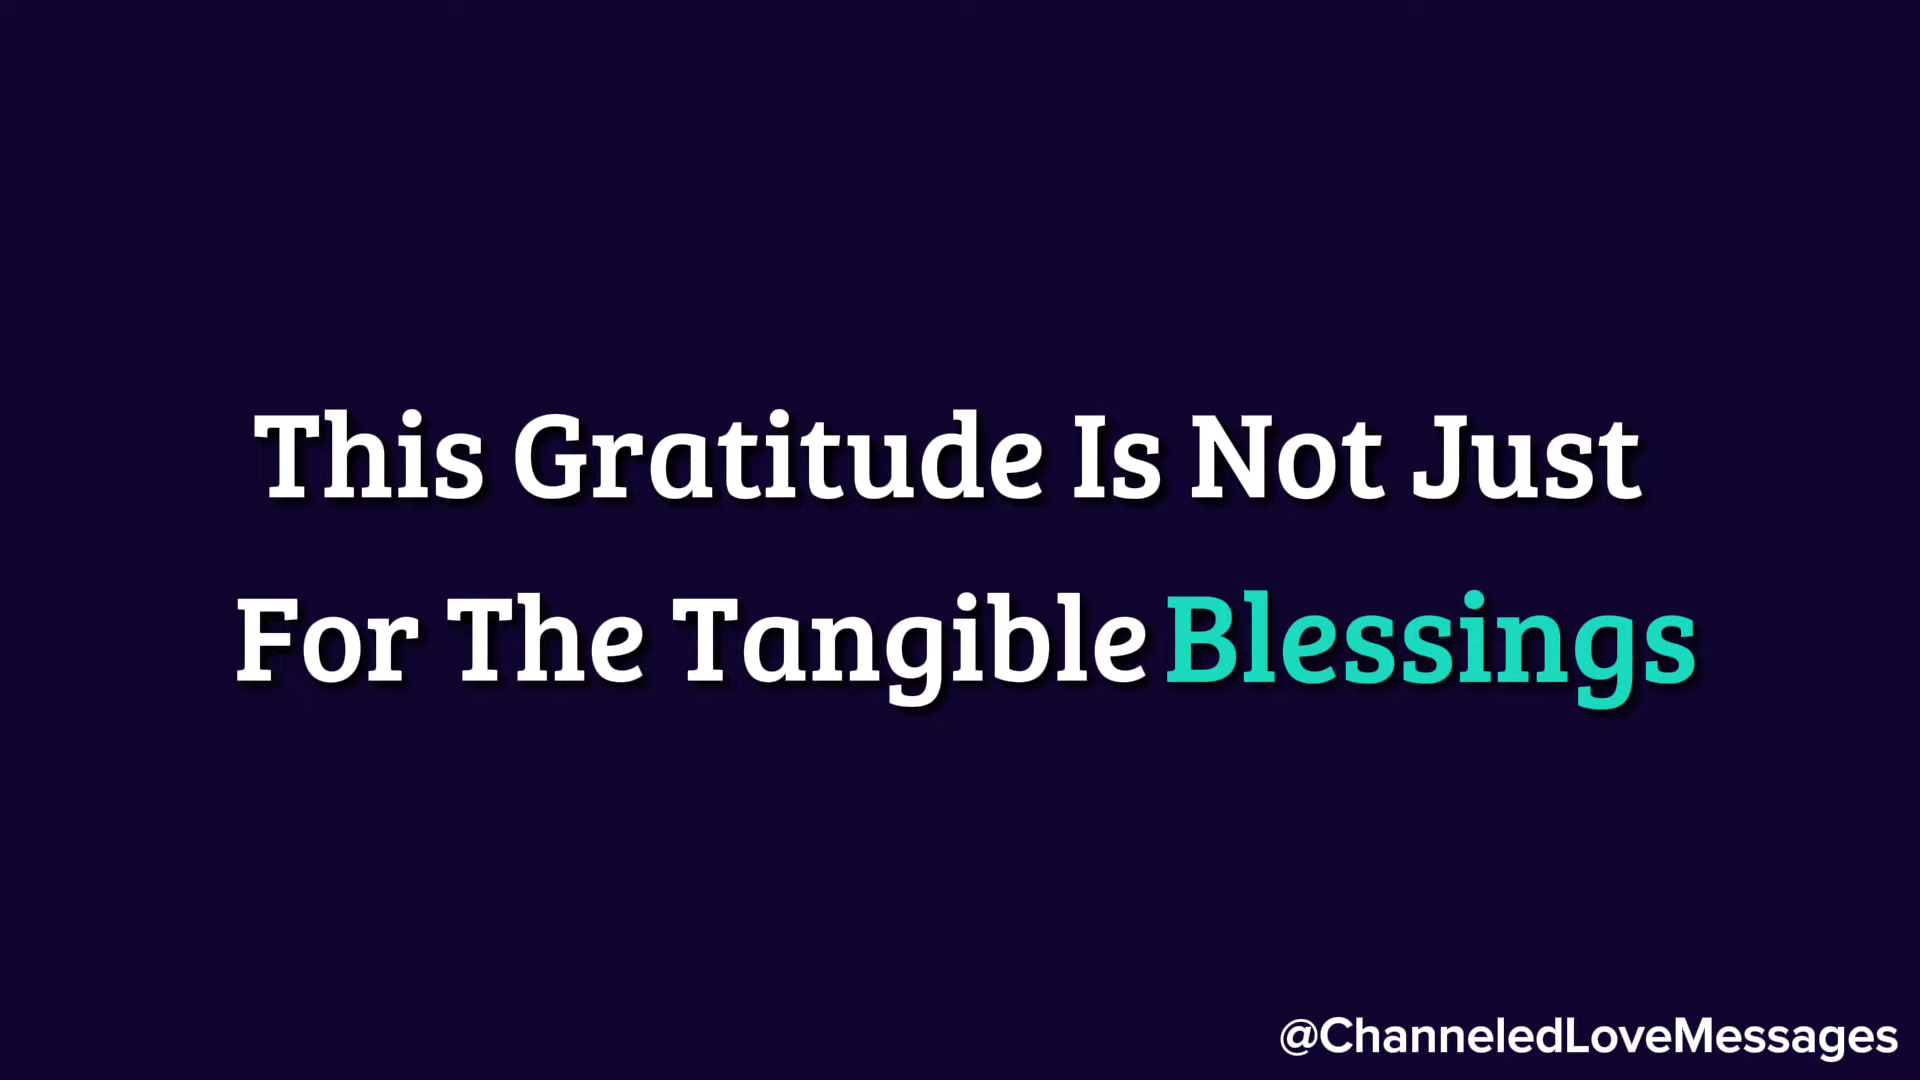 This Gratitude Is Not Just
For The Tangible Blessings
@ChanneledLoveMessages